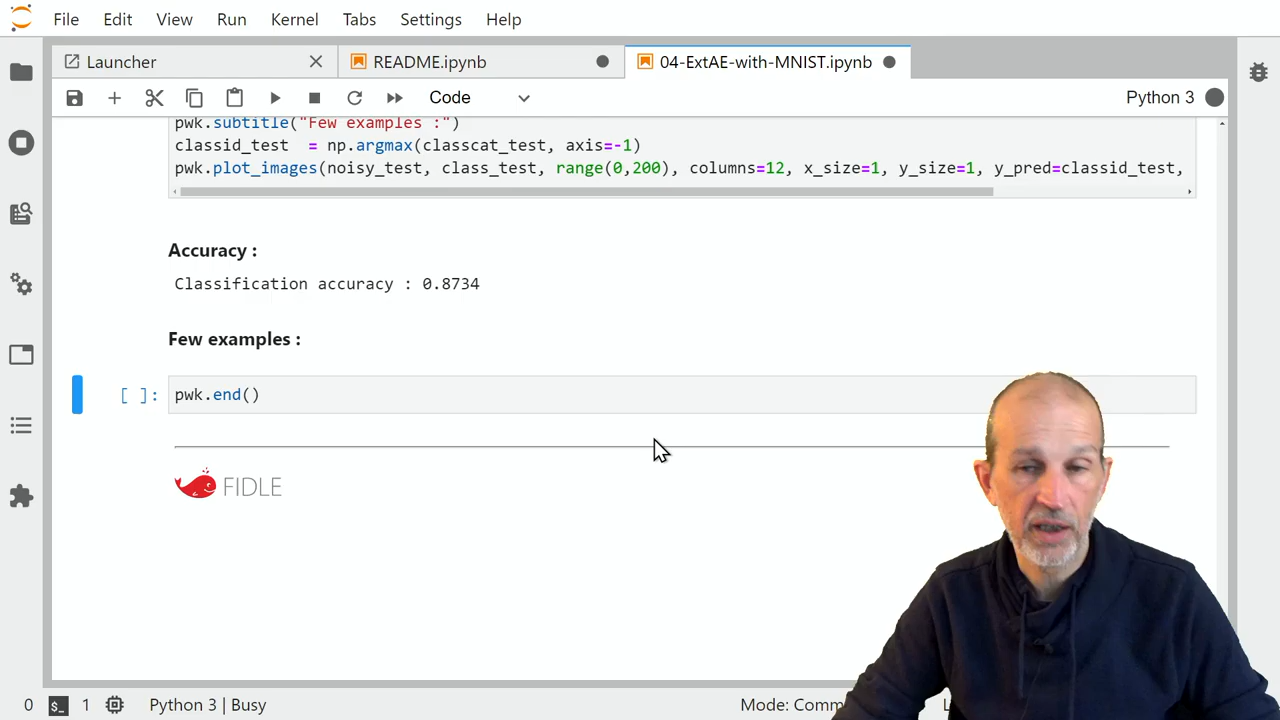 File Edit View Run Kernel Tabs Settings Help
Launcher README.ipynb 04-ExtAE-with-MNIST.ipynb
Code Python 3
pwk.subtitle("Few examples :")
classid_test = np.argmax(classcat_test, axis=-1)
pwk.plot_images(noisy_test, class_test, range(0,200), columns=12, x_size=1, y_size=1, y_pred=classid_test,
Accuracy :
Classification accuracy : 0.8734
Few examples :
[ ]: pwk.end()
FIDLE
0 $_ 1 Python 3 | Busy Mode: Comm